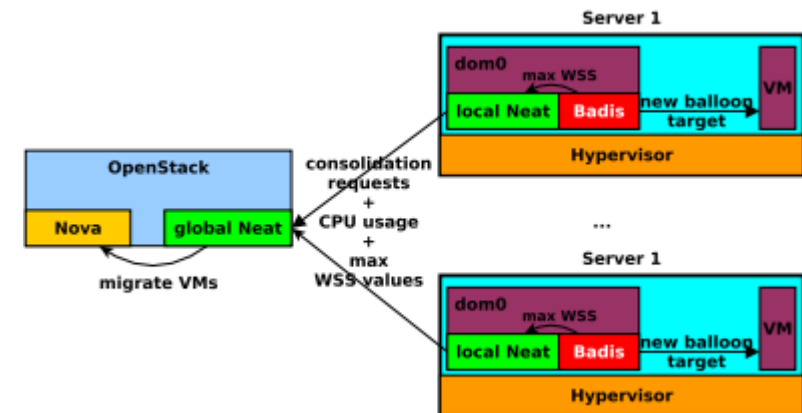 Server 1
dom0
max WSS
VM
local Neat
Badis
new balloon
target
Hypervisor
OpenStack
Nova
global Neat
migrate VMs
consolidation
requests
+
CPU usage
+
max
WSS values
...
Server 1
dom0
max WSS
VM
local Neat
Badis
new balloon
target
Hypervisor